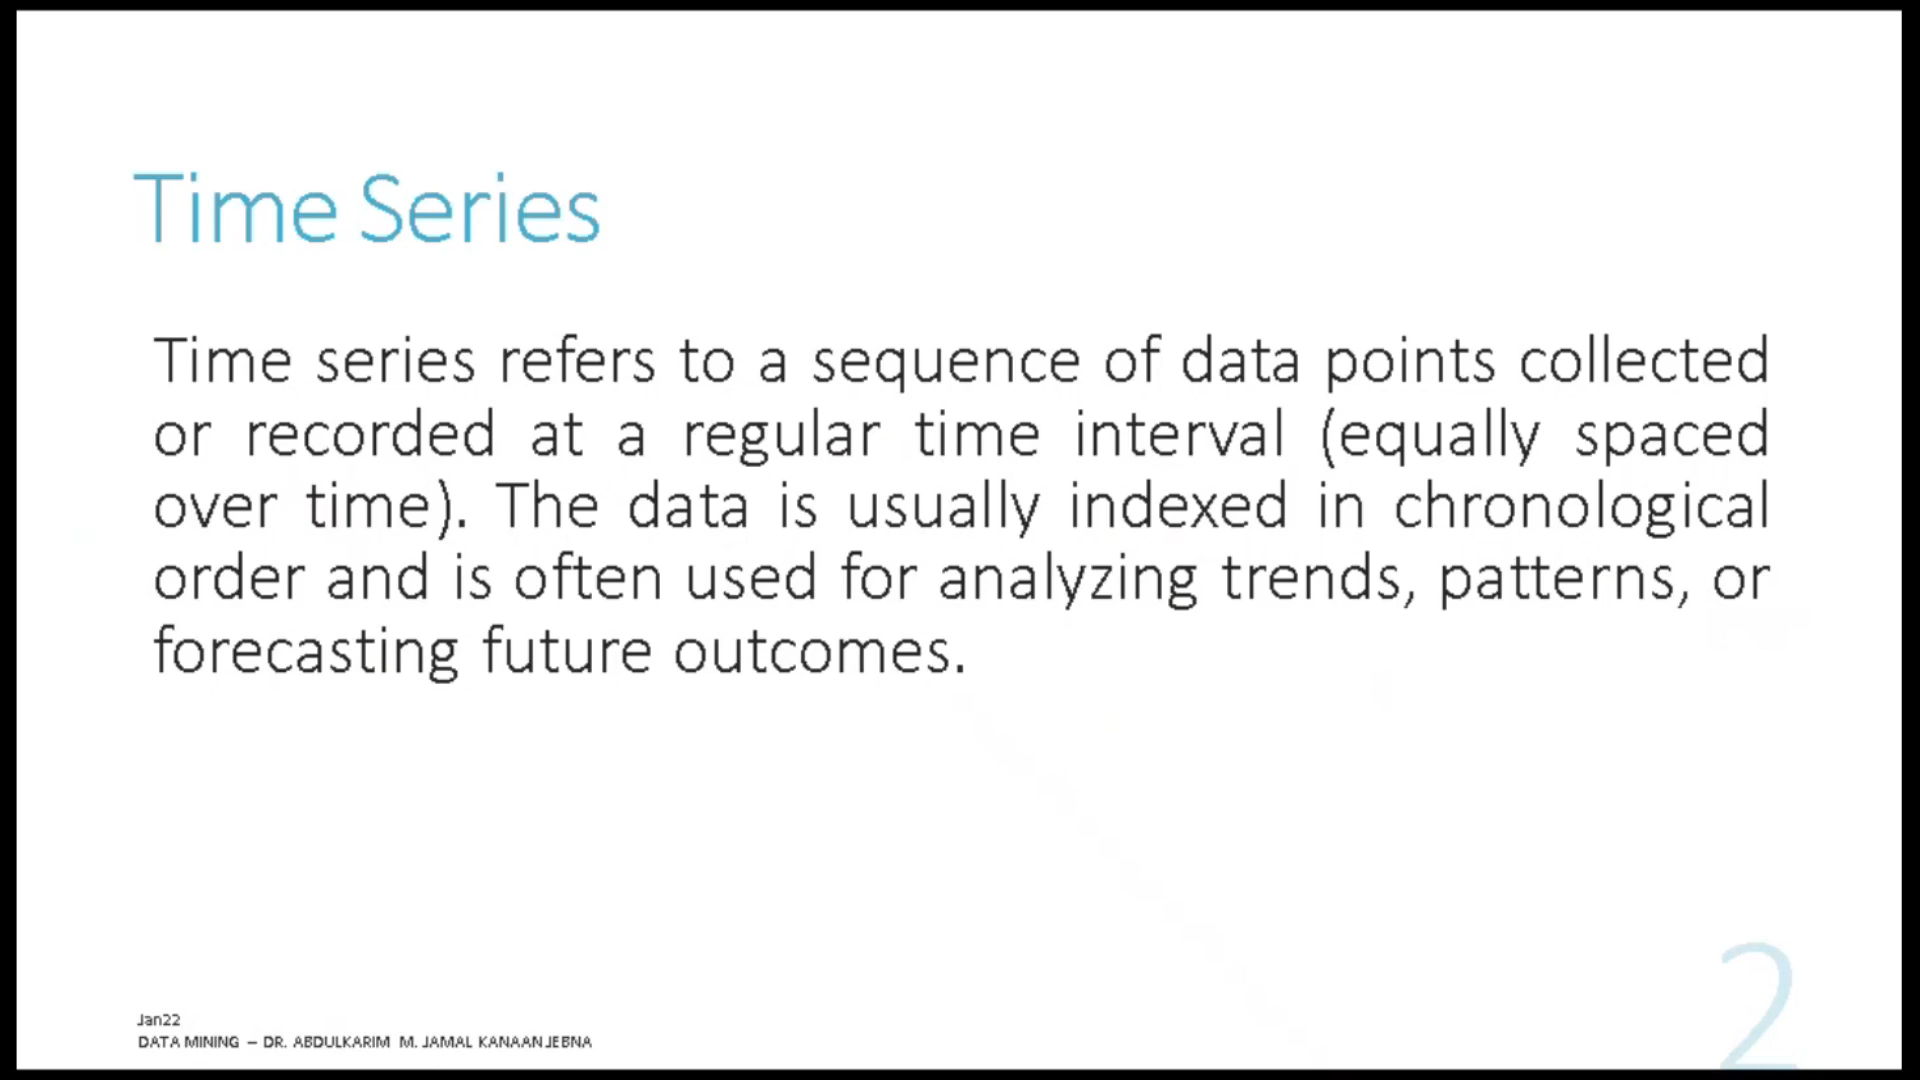 Time Series
Time series refers to a sequence of data points collected
or recorded at a regular time interval (equally spaced
over time). The data is usually indexed in chronological
order and is often used for analyzing trends, patterns, or
forecasting future outcomes.
Jan22
DATA MINING – DR. ABDULKARIM M. JAMAL KANAAN JEBNA
2